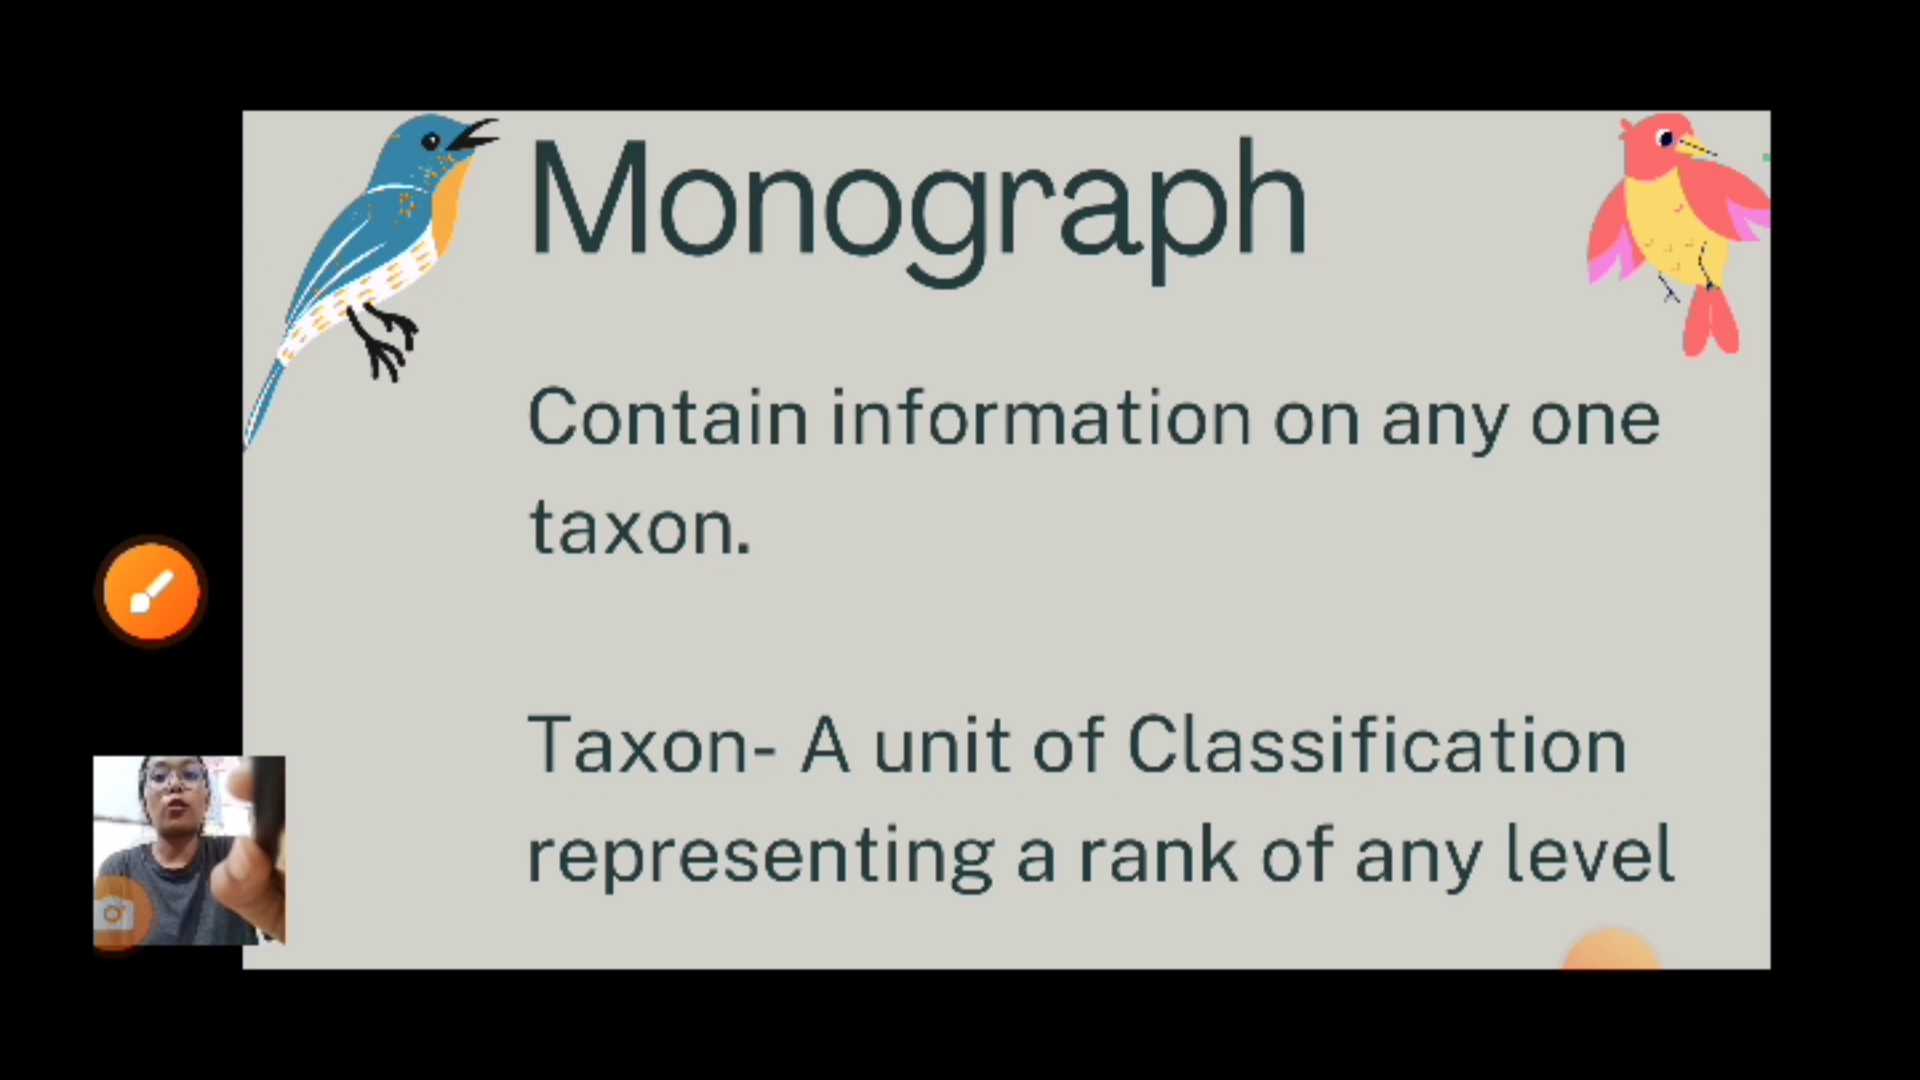 Monograph
Contain information on any one
taxon.
Taxon- A unit of Classification
representing a rank of any level